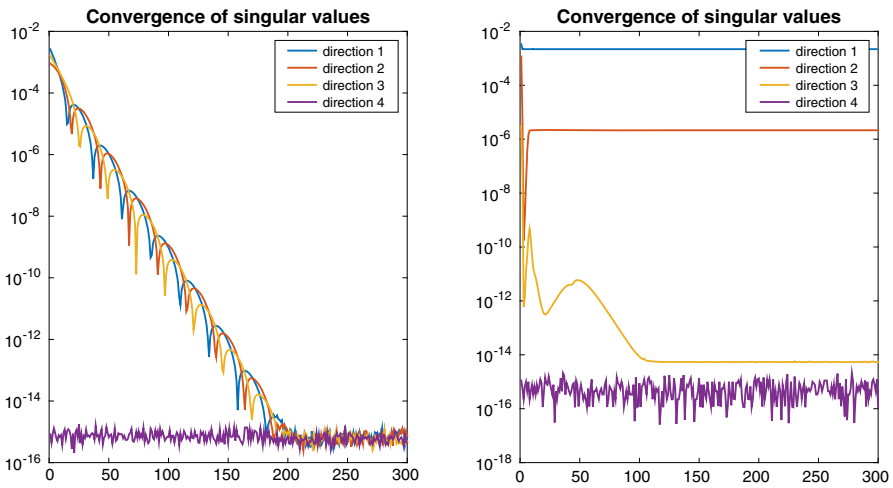 Convergence of singular values
10^-2
10^-4
10^-6
10^-8
10^-10
10^-12
10^-14
10^-16
0 50 100 150 200 250 300
direction 1
direction 2
direction 3
direction 4
Convergence of singular values
10^-2
10^-4
10^-6
10^-8
10^-10
10^-12
10^-14
10^-16
10^-18
0 50 100 150 200 250 300
direction 1
direction 2
direction 3
direction 4